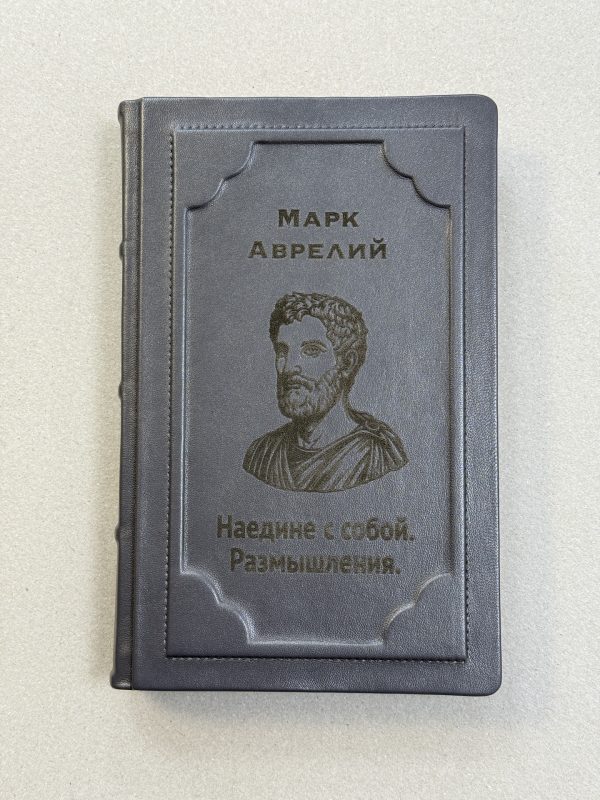 Марк
Аврелий
Наедине с собой.
Размышления.